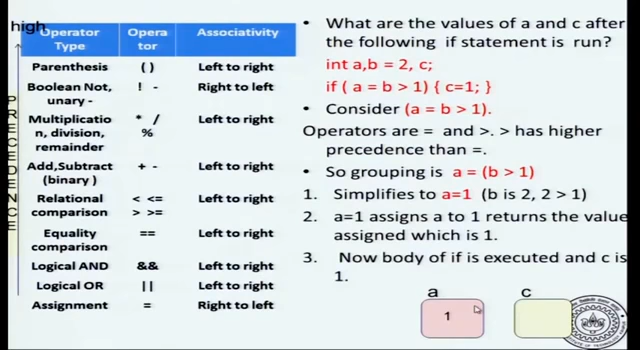 high
Operator Type
Opera
tor
Associativity
Parenthesis ( ) Left to right
Boolean Not, unary - ! - Right to left
Multiplicatio
n, division,
remainder
* / % Left to right
Add,Subtract (binary ) + - Left to right
Relational comparison < <= > >= Left to right
Equality comparison == Left to right
Logical AND && Left to right
Logical OR || Left to right
Assignment = Right to left
PRECEDENCE
• What are the values of a and c after
the following if statement is run?
int a,b = 2, c;
if ( a = b > 1) { c=1; }
• Consider (a = b > 1).
Operators are = and >. > has higher
precedence than =.
• So grouping is a = (b > 1)
1. Simplifies to a=1 (b is 2, 2 > 1)
2. a=1 assigns a to 1 returns the value
assigned which is 1.
3. Now body of if is executed and c is
1.
a c
1